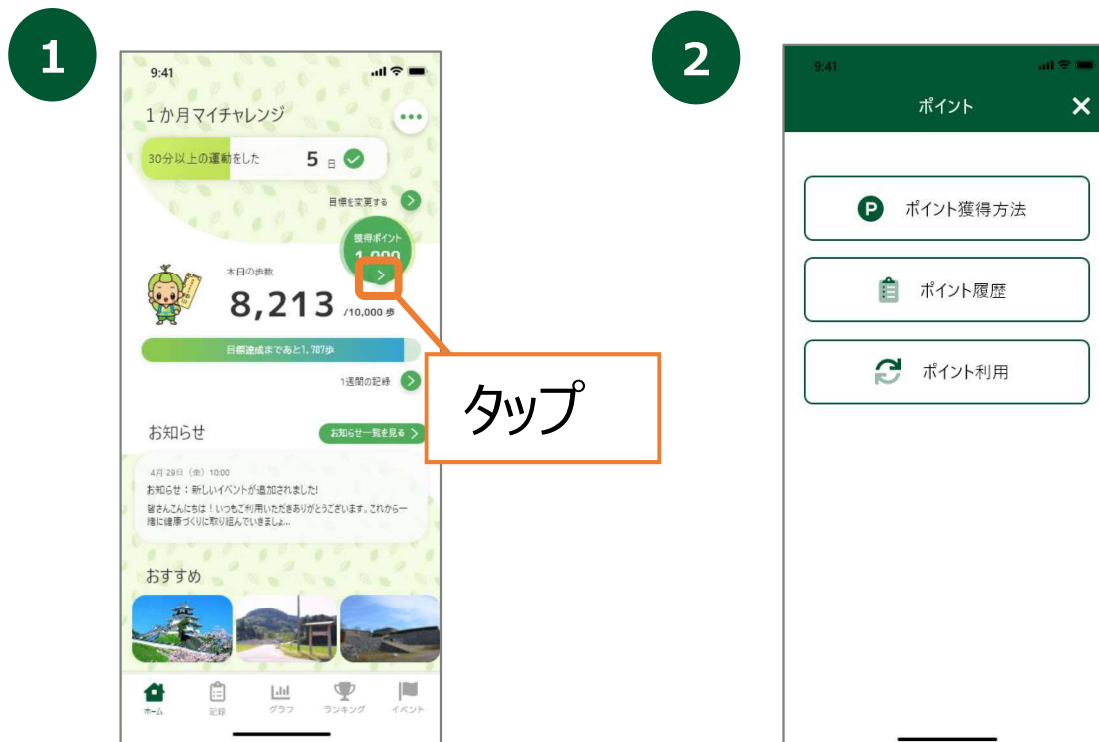 1
9:41
1か月マイチャレンジ
30分以上の運動をした 5 日
目標を変更する
獲得ポイント
1,000
本日の歩数
8,213 /10,000 歩
目標達成まであと1,787歩
1週間の記録
タップ
お知らせ
お知らせ一覧を見る
4月29日（金）10:00
お知らせ：新しいイベントが追加されました!
皆さんこんにちは！いつもご利用いただきありがとうございます。これから一
緒に健康づくりに取り組んでいきましょ...
おすすめ
ホーム
記録
グラフ
ランキング
イベント
2
9:41
ポイント
P ポイント獲得方法
ポイント履歴
ポイント利用